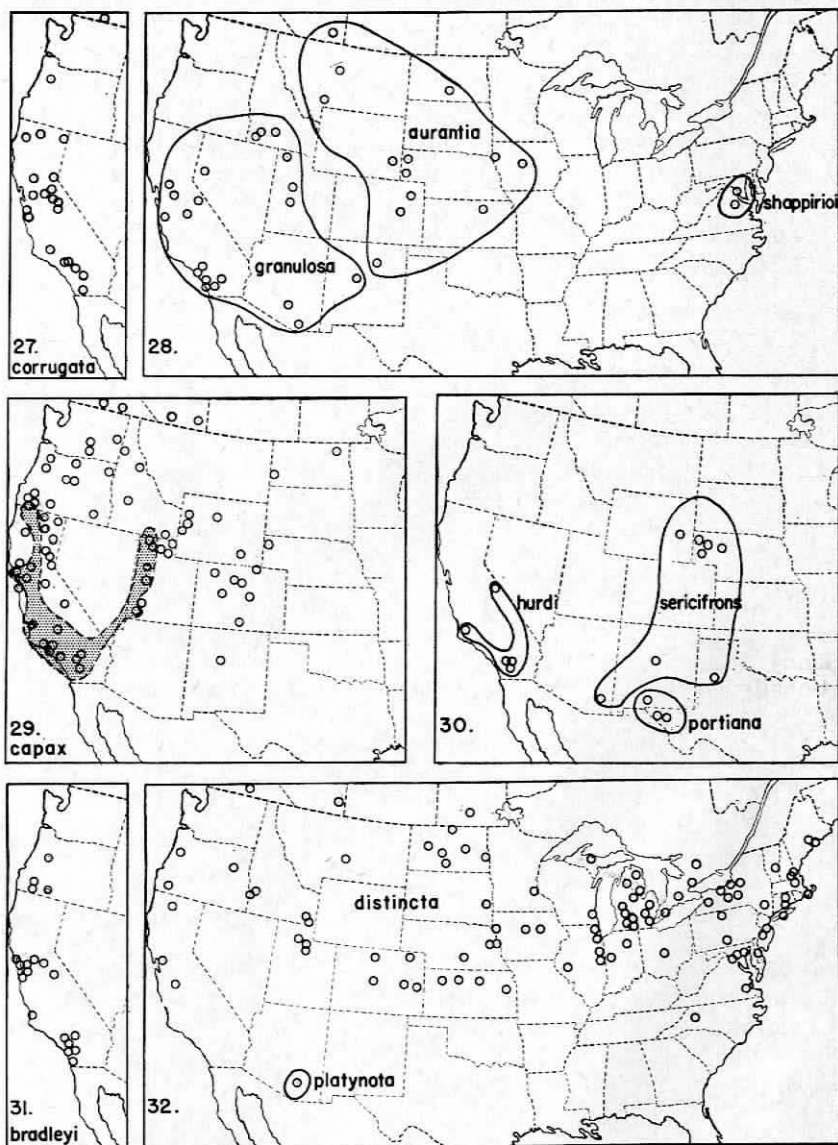 27.
corrugata
28.
aurantia
granulosa
shappirioi
29.
capax
30.
hurdi
sericifrons
portiana
31.
bradleyi
32.
distincta
platynota